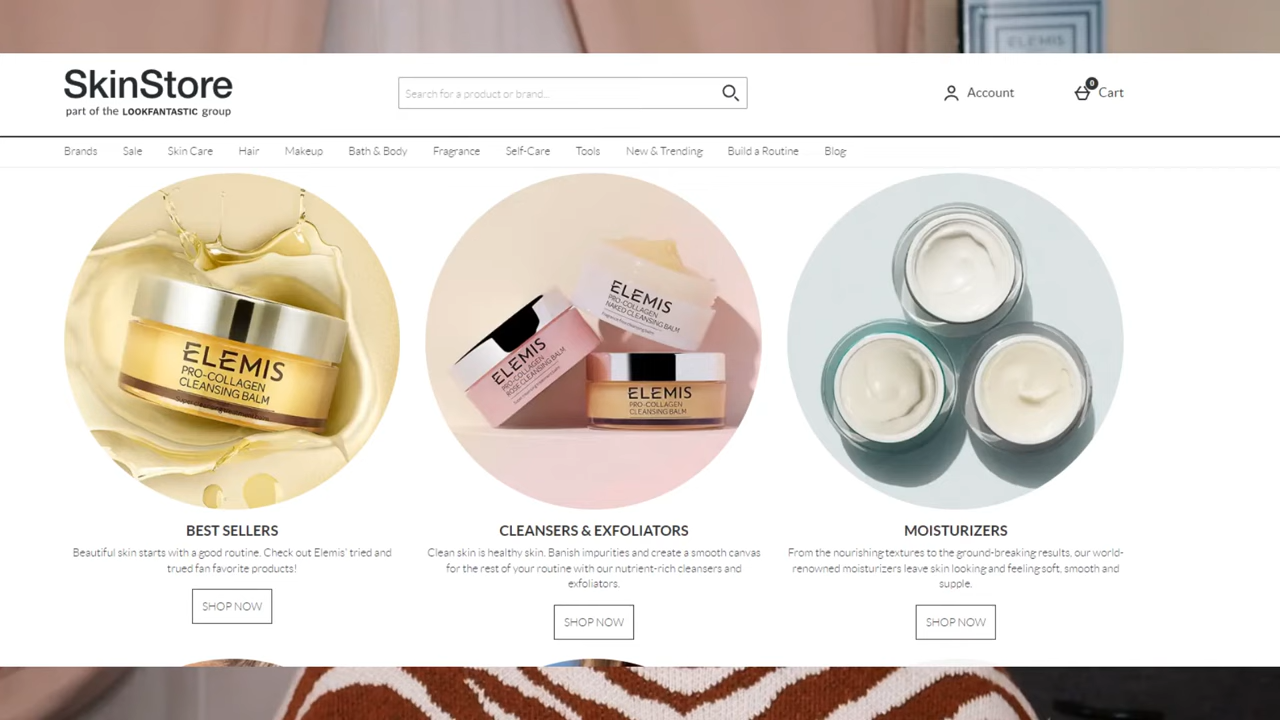 ELEMIS
SkinStore
part of the LOOKFANTASTIC group
Search for a product or brand...
Account
0
Cart
Brands
Sale
Skin Care
Hair
Makeup
Bath & Body
Fragrance
Self-Care
Tools
New & Trending
Build a Routine
Blog
ELEMIS
PRO-COLLAGEN
CLEANSING BALM
ELEMIS
PRO-COLLAGEN
ROSE CLEANSING BALM
ELEMIS
PRO-COLLAGEN
NAKED CLEANSING BALM
ELEMIS
PRO-COLLAGEN
CLEANSING BALM
BEST SELLERS
Beautiful skin starts with a good routine. Check out Elemis' tried and
trued fan favorite products!
SHOP NOW
CLEANSERS & EXFOLIATORS
Clean skin is healthy skin. Banish impurities and create a smooth canvas
for the rest of your routine with our nutrient-rich cleansers and
exfoliators.
SHOP NOW
MOISTURIZERS
From the nourishing textures to the ground-breaking results, our world-
renowned moisturizers leave skin looking and feeling soft, smooth and
supple.
SHOP NOW